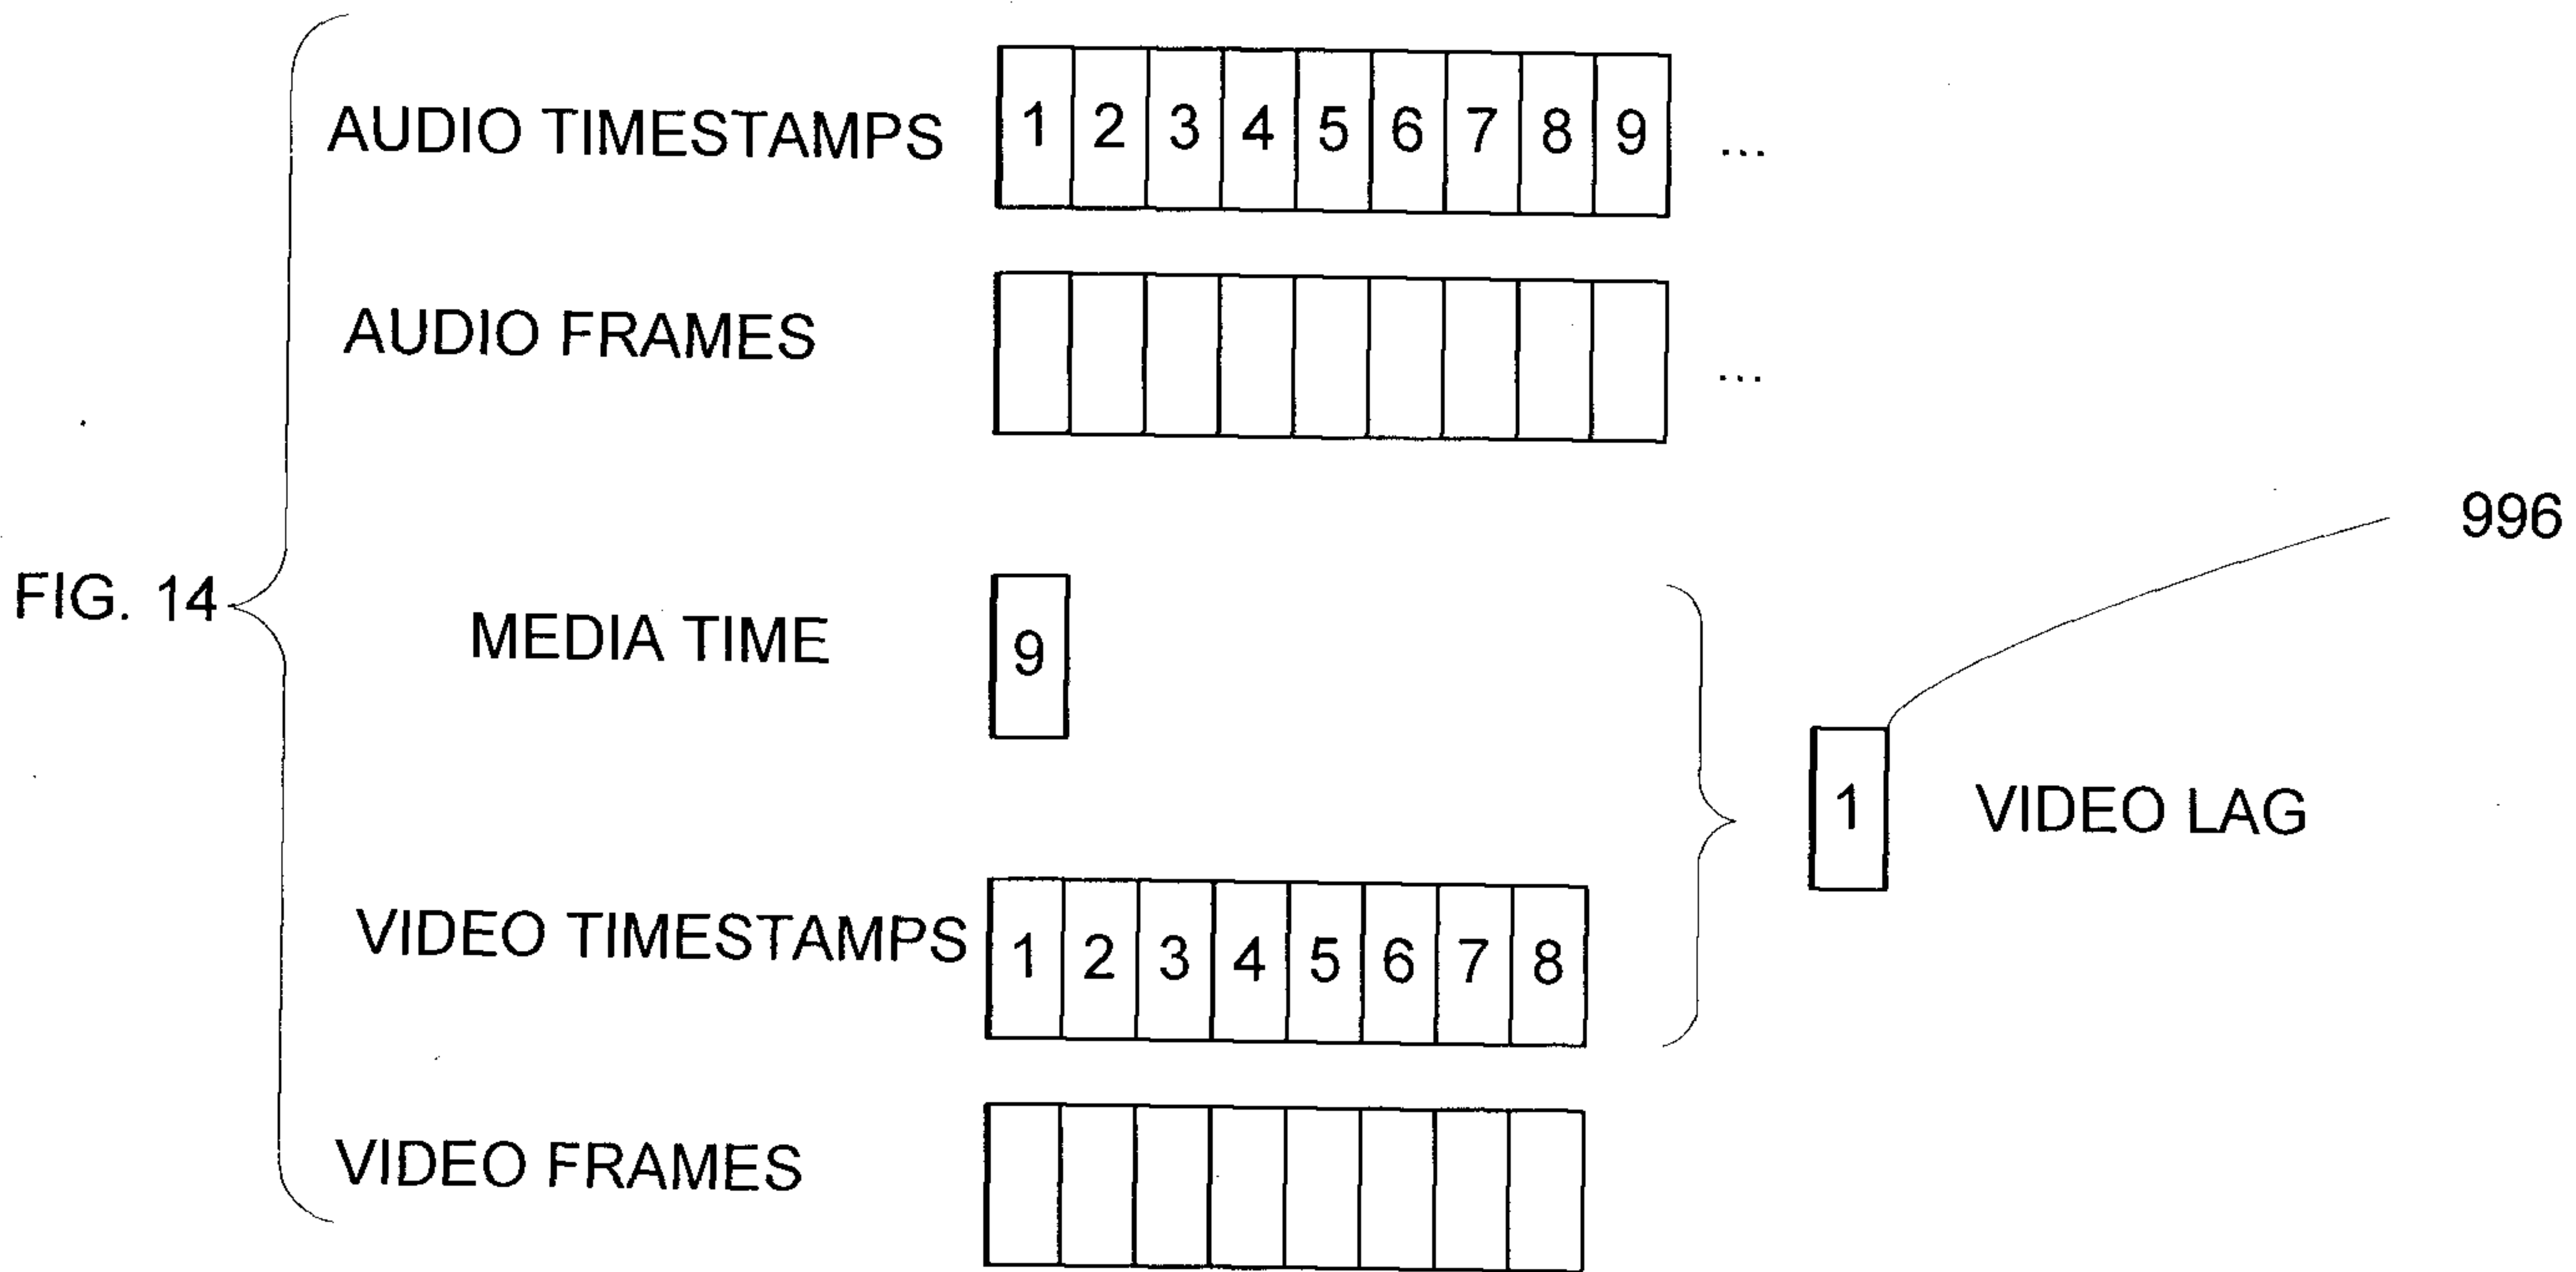 AUDIO TIMESTAMPS 1 2 3 4 5 6 7 8 9 ...
AUDIO FRAMES ...
996
FIG. 14
MEDIA TIME 9
1 VIDEO LAG
VIDEO TIMESTAMPS 1 2 3 4 5 6 7 8
VIDEO FRAMES